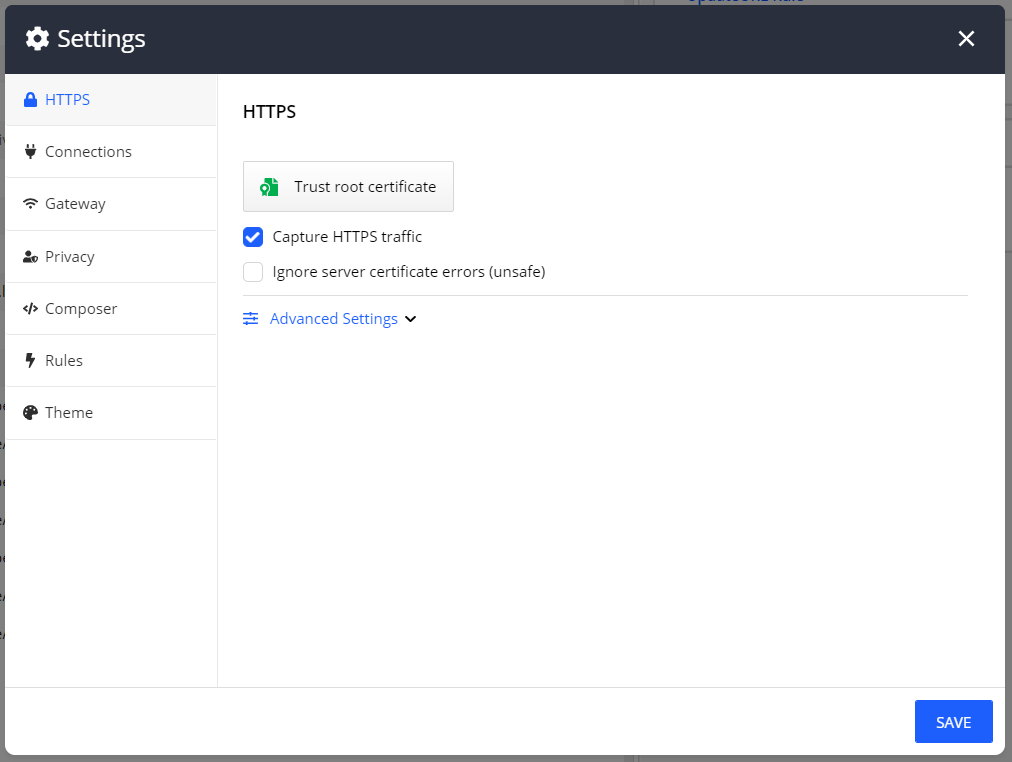 Settings
HTTPS
Connections
Gateway
Privacy
Composer
Rules
Theme
HTTPS
Trust root certificate
Capture HTTPS traffic
Ignore server certificate errors (unsafe)
Advanced Settings
SAVE